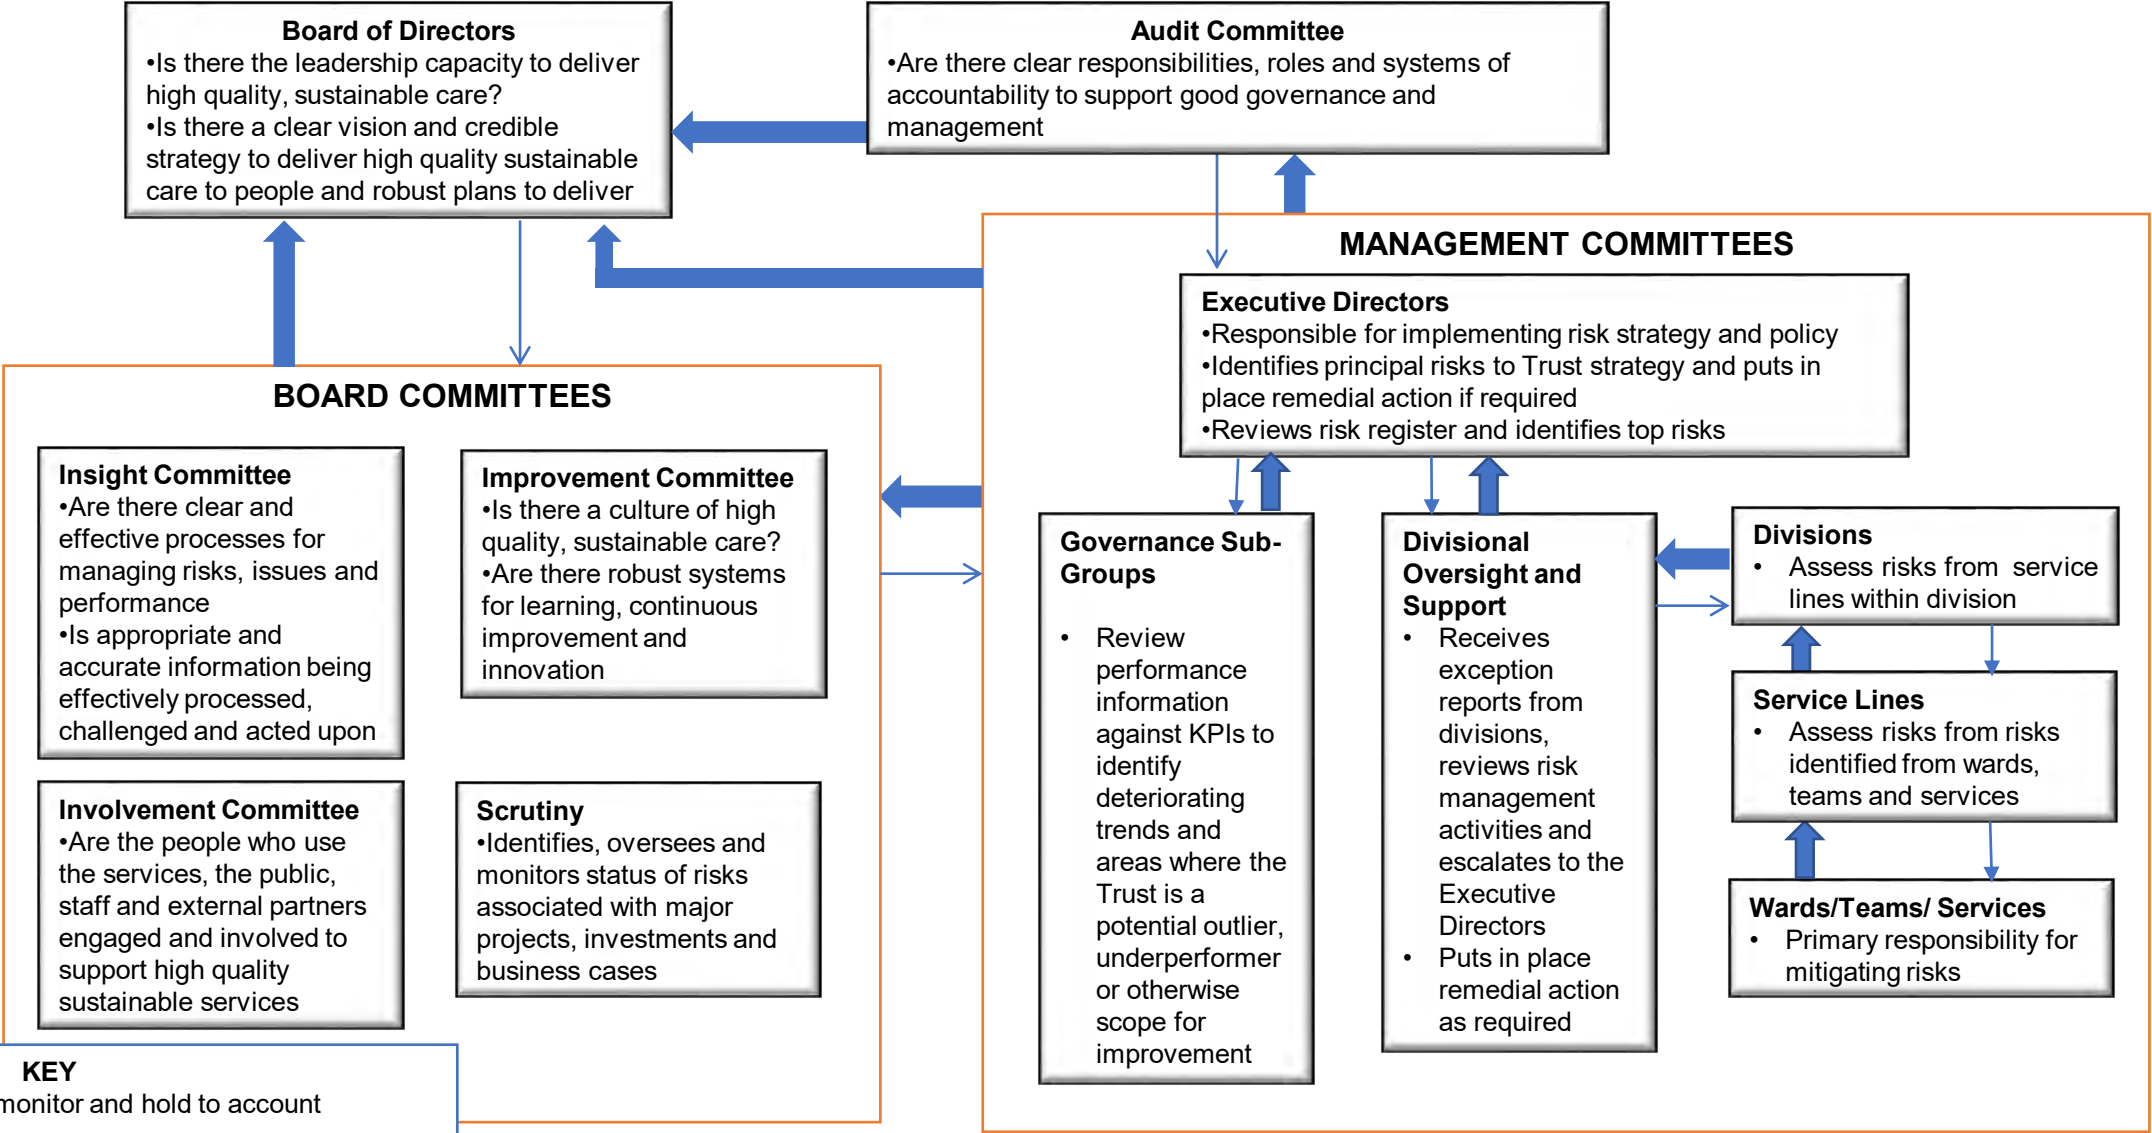 Board of Directors
•Is there the leadership capacity to deliver
high quality, sustainable care?
•Is there a clear vision and credible
strategy to deliver high quality sustainable
care to people and robust plans to deliver
Audit Committee
•Are there clear responsibilities, roles and systems of
accountability to support good governance and
management
BOARD COMMITTEES
Insight Committee
•Are there clear and
effective processes for
managing risks, issues and
performance
•Is appropriate and
accurate information being
effectively processed,
challenged and acted upon
Improvement Committee
•Is there a culture of high
quality, sustainable care?
•Are there robust systems
for learning, continuous
improvement and
innovation
Involvement Committee
•Are the people who use
the services, the public,
staff and external partners
engaged and involved to
support high quality
sustainable services
Scrutiny
•Identifies, oversees and
monitors status of risks
associated with major
projects, investments and
business cases
KEY
monitor and hold to account
MANAGEMENT COMMITTEES
Executive Directors
•Responsible for implementing risk strategy and policy
•Identifies principal risks to Trust strategy and puts in
place remedial action if required
•Reviews risk register and identifies top risks
Governance Sub-
Groups
• Review
performance
information
against KPIs to
identify
deteriorating
trends and
areas where the
Trust is a
potential outlier,
underperformer
or otherwise
scope for
improvement
Divisional
Oversight and
Support
• Receives
exception
reports from
divisions,
reviews risk
management
activities and
escalates to the
Executive
Directors
• Puts in place
remedial action
as required
Divisions
• Assess risks from service
lines within division
Service Lines
• Assess risks from risks
identified from wards,
teams and services
Wards/Teams/ Services
• Primary responsibility for
mitigating risks